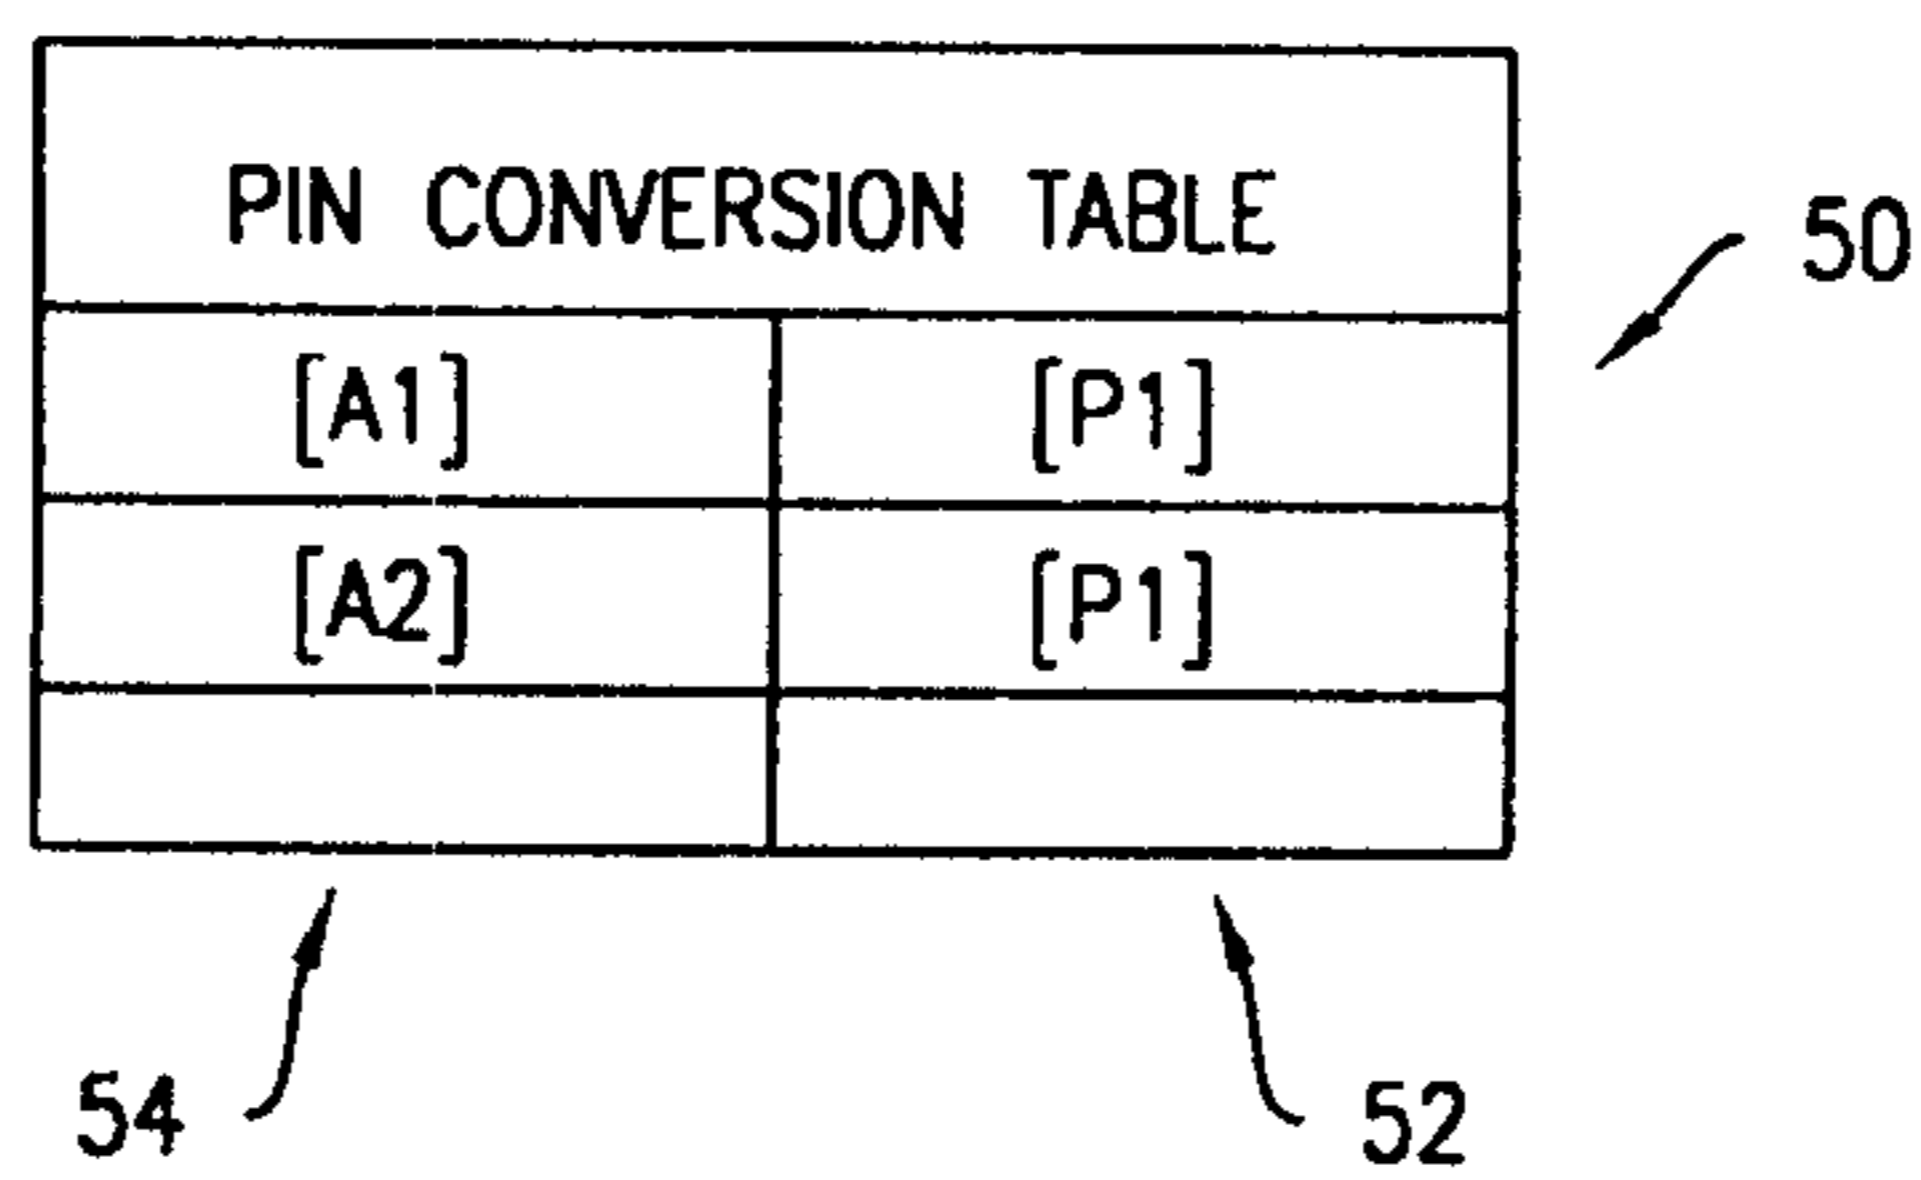 PIN CONVERSION TABLE
50
[A1] [P1]
[A2] [P1]
54 52